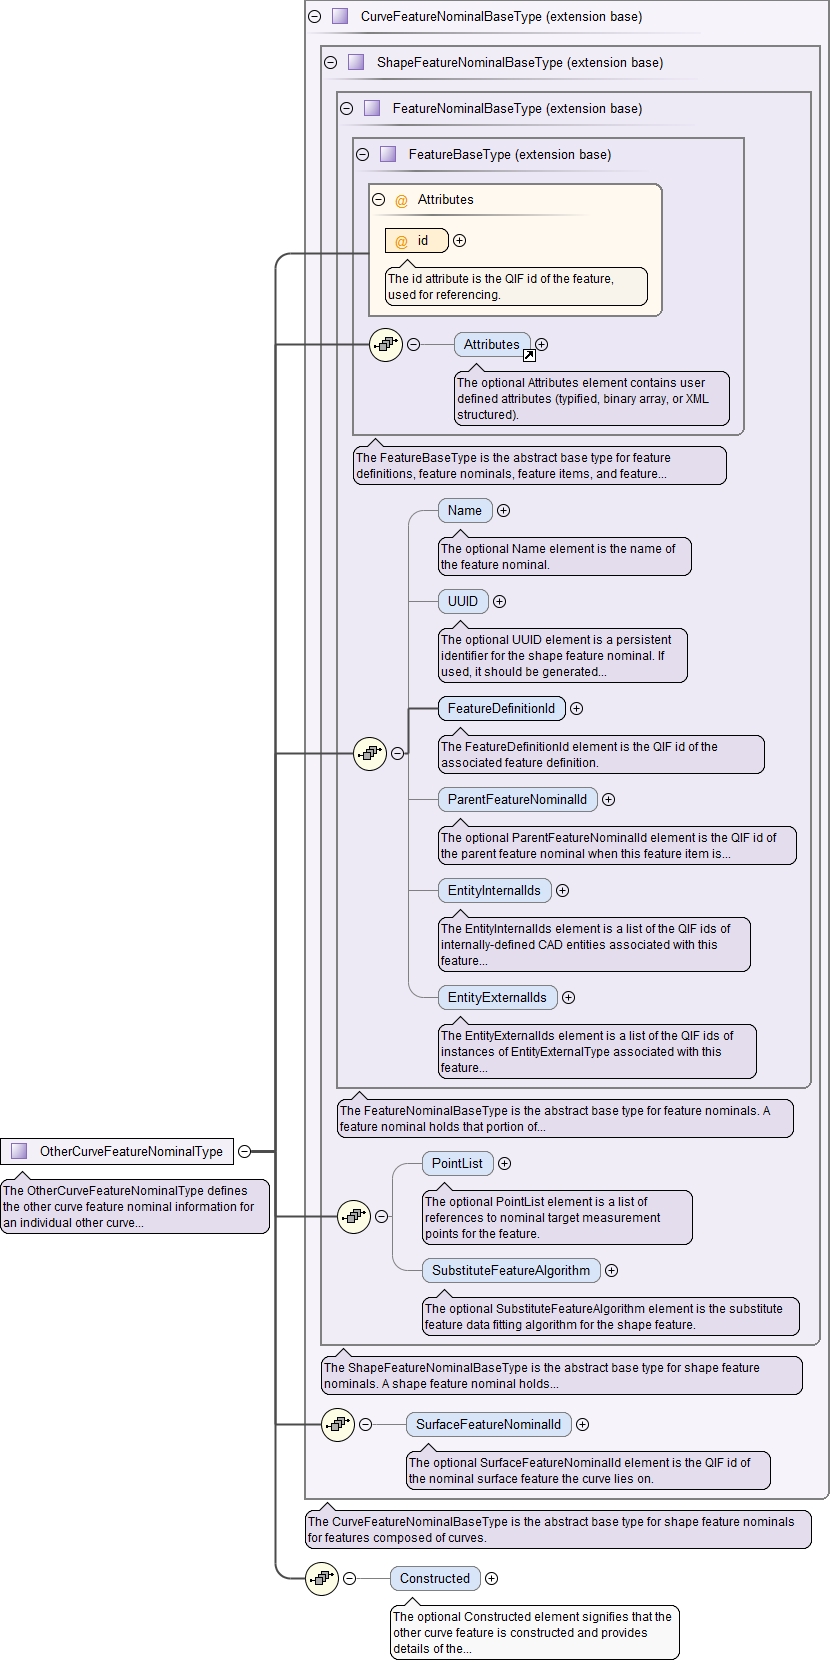 CurveFeatureNominalBaseType (extension base)
ShapeFeatureNominalBaseType (extension base)
FeatureNominalBaseType (extension base)
FeatureBaseType (extension base)
@ Attributes
@ id
The id attribute is the QIF id of the feature,
used for referencing.
Attributes
The optional Attributes element contains user
defined attributes (typified, binary array, or XML
structured).
The FeatureBaseType is the abstract base type for feature
definitions, feature nominals, feature items, and feature...
Name
The optional Name element is the name of
the feature nominal.
UUID
The optional UUID element is a persistent
identifier for the shape feature nominal. If
used, it should be generated...
FeatureDefinitionId
The FeatureDefinitionId element is the QIF id of the
associated feature definition.
ParentFeatureNominalId
The optional ParentFeatureNominalId element is the QIF id of
the parent feature nominal when this feature item is...
EntityInternalIds
The EntityInternalIds element is a list of the QIF ids of
internally-defined CAD entities associated with this
feature...
EntityExternalIds
The EntityExternalIds element is a list of the QIF ids of
instances of EntityExternalType associated with this
feature...
The FeatureNominalBaseType is the abstract base type for feature nominals. A
feature nominal holds that portion of...
OtherCurveFeatureNominalType
The OtherCurveFeatureNominalType defines
the other curve feature nominal information for
an individual other curve...
PointList
The optional PointList element is a list of
references to nominal target measurement
points for the feature.
SubstituteFeatureAlgorithm
The optional SubstituteFeatureAlgorithm element is the substitute
feature data fitting algorithm for the shape feature.
The ShapeFeatureNominalBaseType is the abstract base type for shape feature
nominals. A shape feature nominal holds...
SurfaceFeatureNominalId
The optional SurfaceFeatureNominalId element is the QIF id of
the nominal surface feature the curve lies on.
The CurveFeatureNominalBaseType is the abstract base type for shape feature nominals
for features composed of curves.
Constructed
The optional Constructed element signifies that the
other curve feature is constructed and provides
details of the...